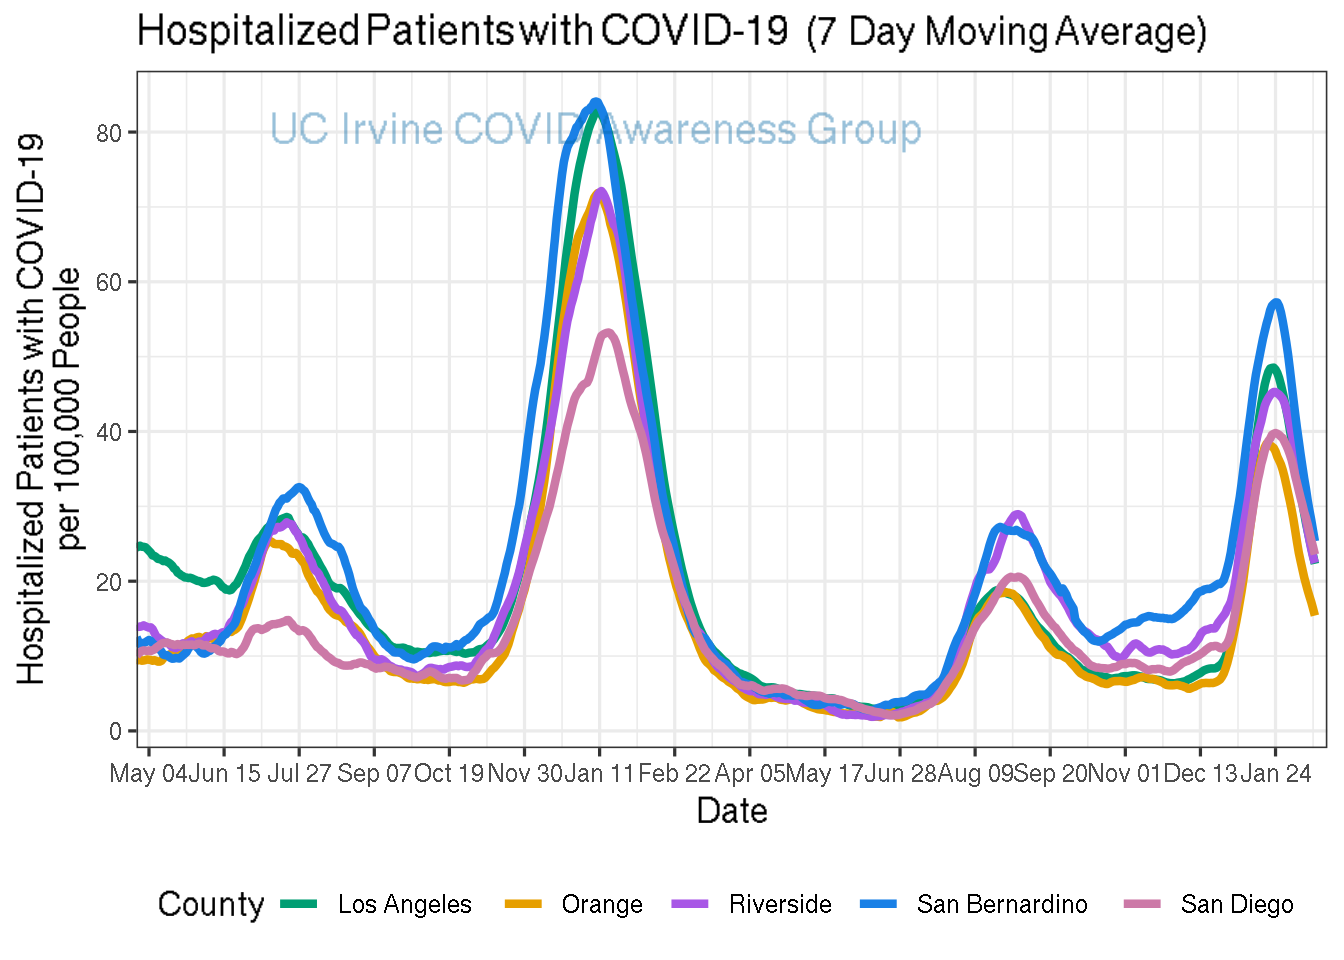 Hospitalized Patients with COVID-19 (7 Day Moving Average)
UC Irvine COVID Awareness Group
Hospitalized Patients with COVID-19
per 100,000 People
80
60
40
20
0
May 04 Jun 15 Jul 27 Sep 07 Oct 19 Nov 30 Jan 11 Feb 22 Apr 05 May 17 Jun 28 Aug 09 Sep 20 Nov 01 Dec 13 Jan 24
Date
County Los Angeles Orange Riverside San Bernardino San Diego